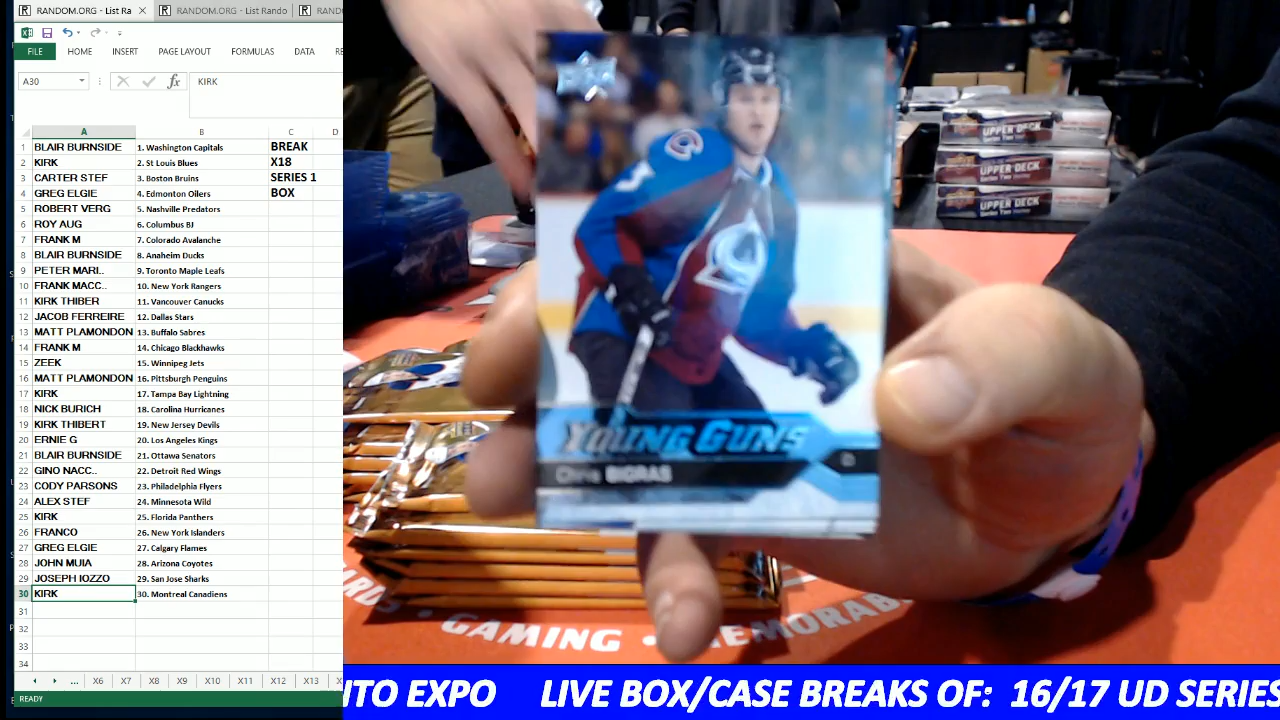 RANDOM.ORG - List Ra
RANDOM.ORG - List Rando
RANDO
FILE HOME INSERT PAGE LAYOUT FORMULAS DATA
A30 KIRK
A B C D
1 BLAIR BURNSIDE 1. Washington Capitals BREAK
2 KIRK 2. St Louis Blues X18
3 CARTER STEF 3. Boston Bruins SERIES 1
4 GREG ELGIE 4. Edmonton Oilers BOX
5 ROBERT VERG 5. Nashville Predators
6 ROY AUG 6. Columbus BJ
7 FRANK M 7. Colorado Avalanche
8 BLAIR BURNSIDE 8. Anaheim Ducks
9 PETER MARI.. 9. Toronto Maple Leafs
10 FRANK MACC.. 10. New York Rangers
11 KIRK THIBER 11. Vancouver Canucks
12 JACOB FERREIRE 12. Dallas Stars
13 MATT PLAMONDON 13. Buffalo Sabres
14 FRANK M 14. Chicago Blackhawks
15 ZEEK 15. Winnipeg Jets
16 MATT PLAMONDON 16. Pittsburgh Penguins
17 KIRK 17. Tampa Bay Lightning
18 NICK BURICH 18. Carolina Hurricanes
19 KIRK THIBERT 19. New Jersey Devils
20 ERNIE G 20. Los Angeles Kings
21 BLAIR BURNSIDE 21. Ottawa Senators
22 GINO NACC.. 22. Detroit Red Wings
23 CODY PARSONS 23. Philadelphia Flyers
24 ALEX STEF 24. Minnesota Wild
25 KIRK 25. Florida Panthers
26 FRANCO 26. New York Islanders
27 GREG ELGIE 27. Calgary Flames
28 JOHN MUIA 28. Arizona Coyotes
29 JOSEPH IOZZO 29. San Jose Sharks
30 KIRK 30. Montreal Canadiens
31
32
33
34
... X6 X7 X8 X9 X10 X11 X12 X13
READY
UPPER DECK
UPPER DECK
UPPER DECK
YOUNG GUNS
Chris BIGRAS
GAMING • MEMORAB
ITO EXPO LIVE BOX/CASE BREAKS OF: 16/17 UD SERIES